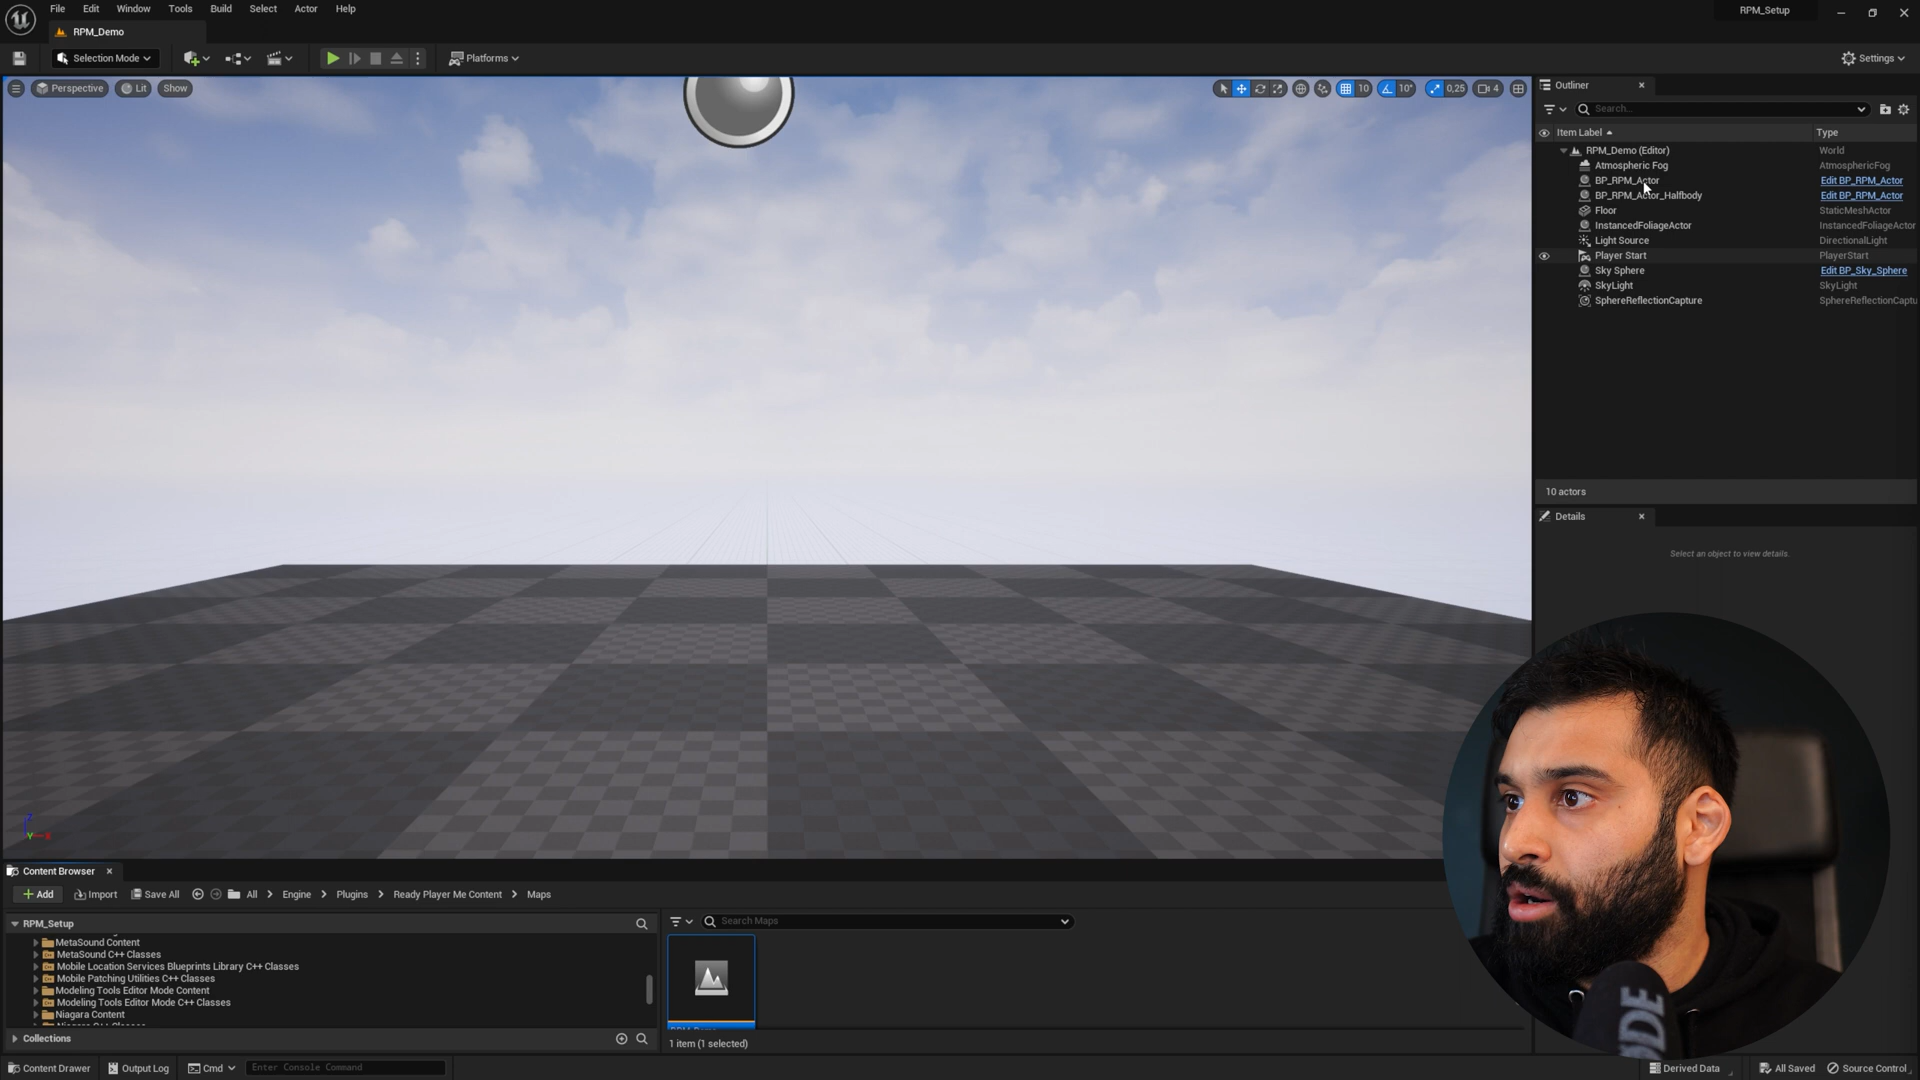 File Edit Window Tools Build Select Actor Help
RPM_Setup
RPM_Demo
Selection Mode
Platforms
Settings
Perspective Lit Show
10 10° 0,25 4
Outliner
Search...
Item Label Type
RPM_Demo (Editor) World
Atmospheric Fog AtmosphericFog
BP_RPM_Actor Edit BP_RPM_Actor
BP_RPM_Actor_Halfbody Edit BP_RPM_Actor
Floor StaticMeshActor
InstancedFoliageActor InstancedFoliageActor
Light Source DirectionalLight
Player Start PlayerStart
Sky Sphere Edit BP_Sky_Sphere
SkyLight SkyLight
SphereReflectionCapture SphereReflectionCaptu
10 actors
Details
Select an object to view details.
Z
Y X
Content Browser
Add Import Save All All Engine Plugins Ready Player Me Content Maps
RPM_Setup
Search Maps
MetaSound Content
MetaSound C++ Classes
Mobile Location Services Blueprints Library C++ Classes
Mobile Patching Utilities C++ Classes
Modeling Tools Editor Mode Content
Modeling Tools Editor Mode C++ Classes
Niagara Content
Collections
1 item (1 selected)
Content Drawer Output Log Cmd Enter Console Command
Derived Data All Saved Source Control